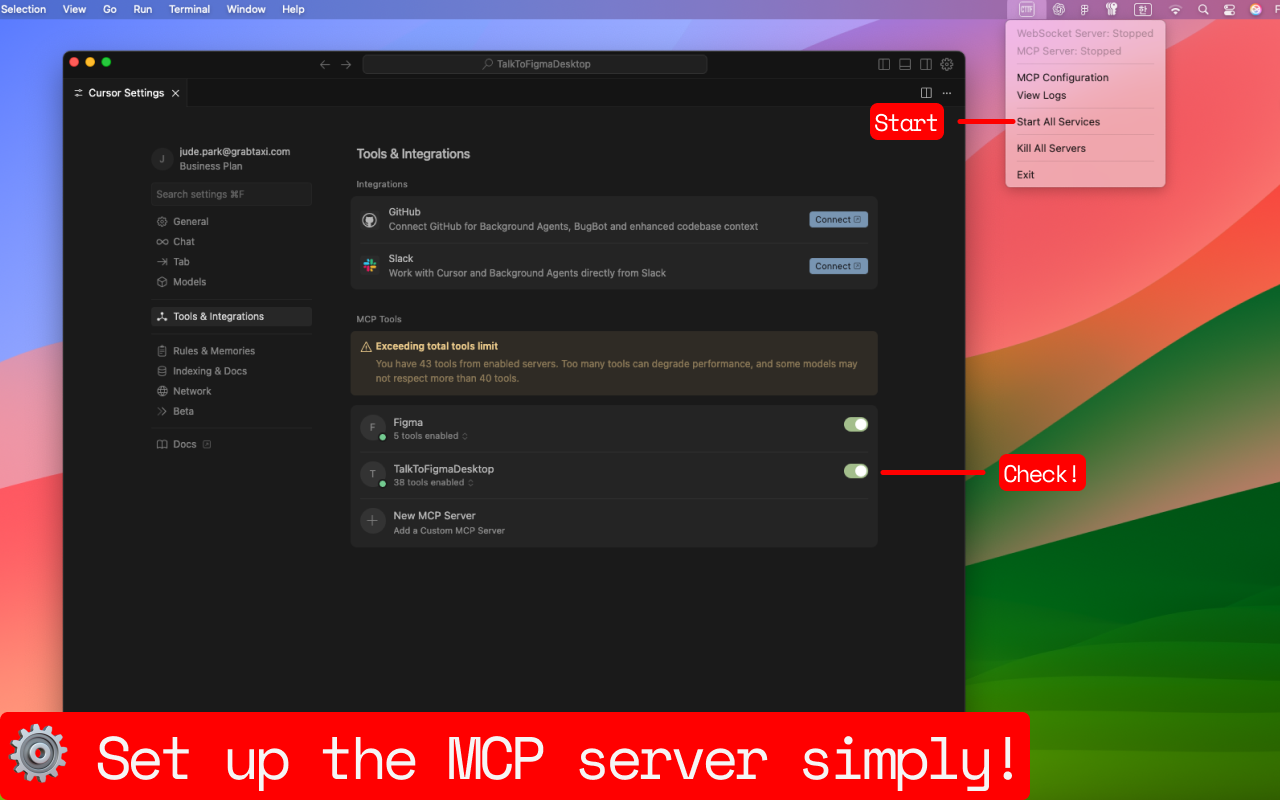 Selection View Go Run Terminal Window Help
CTTF 한
WebSocket Server: Stopped
MCP Server: Stopped
MCP Configuration
View Logs
Start All Services
Kill All Servers
Exit
Start
TalkToFigmaDesktop
Cursor Settings
J
jude.park@grabtaxi.com
Business Plan
Search settings ⌘F
General
Chat
Tab
Models
Tools & Integrations
Rules & Memories
Indexing & Docs
Network
Beta
Docs
Tools & Integrations
Integrations
GitHub
Connect GitHub for Background Agents, BugBot and enhanced codebase context
Connect
Slack
Work with Cursor and Background Agents directly from Slack
Connect
MCP Tools
Exceeding total tools limit
You have 43 tools from enabled servers. Too many tools can degrade performance, and some models may
not respect more than 40 tools.
F
Figma
5 tools enabled
T
TalkToFigmaDesktop
38 tools enabled
New MCP Server
Add a Custom MCP Server
Check!
Set up the MCP server simply!